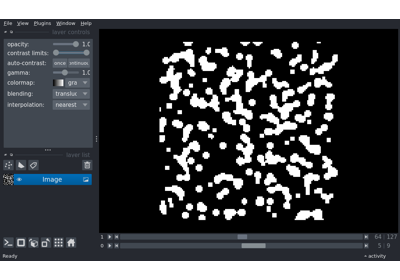 File View Plugins Window Help
layer controls
opacity: 1.0
contrast limits:
auto-contrast: once
gamma: 1.0
colormap: gra
blending: translu
interpolation: nearest
layer list
Image
1 64 127
0 5 9
Ready activity